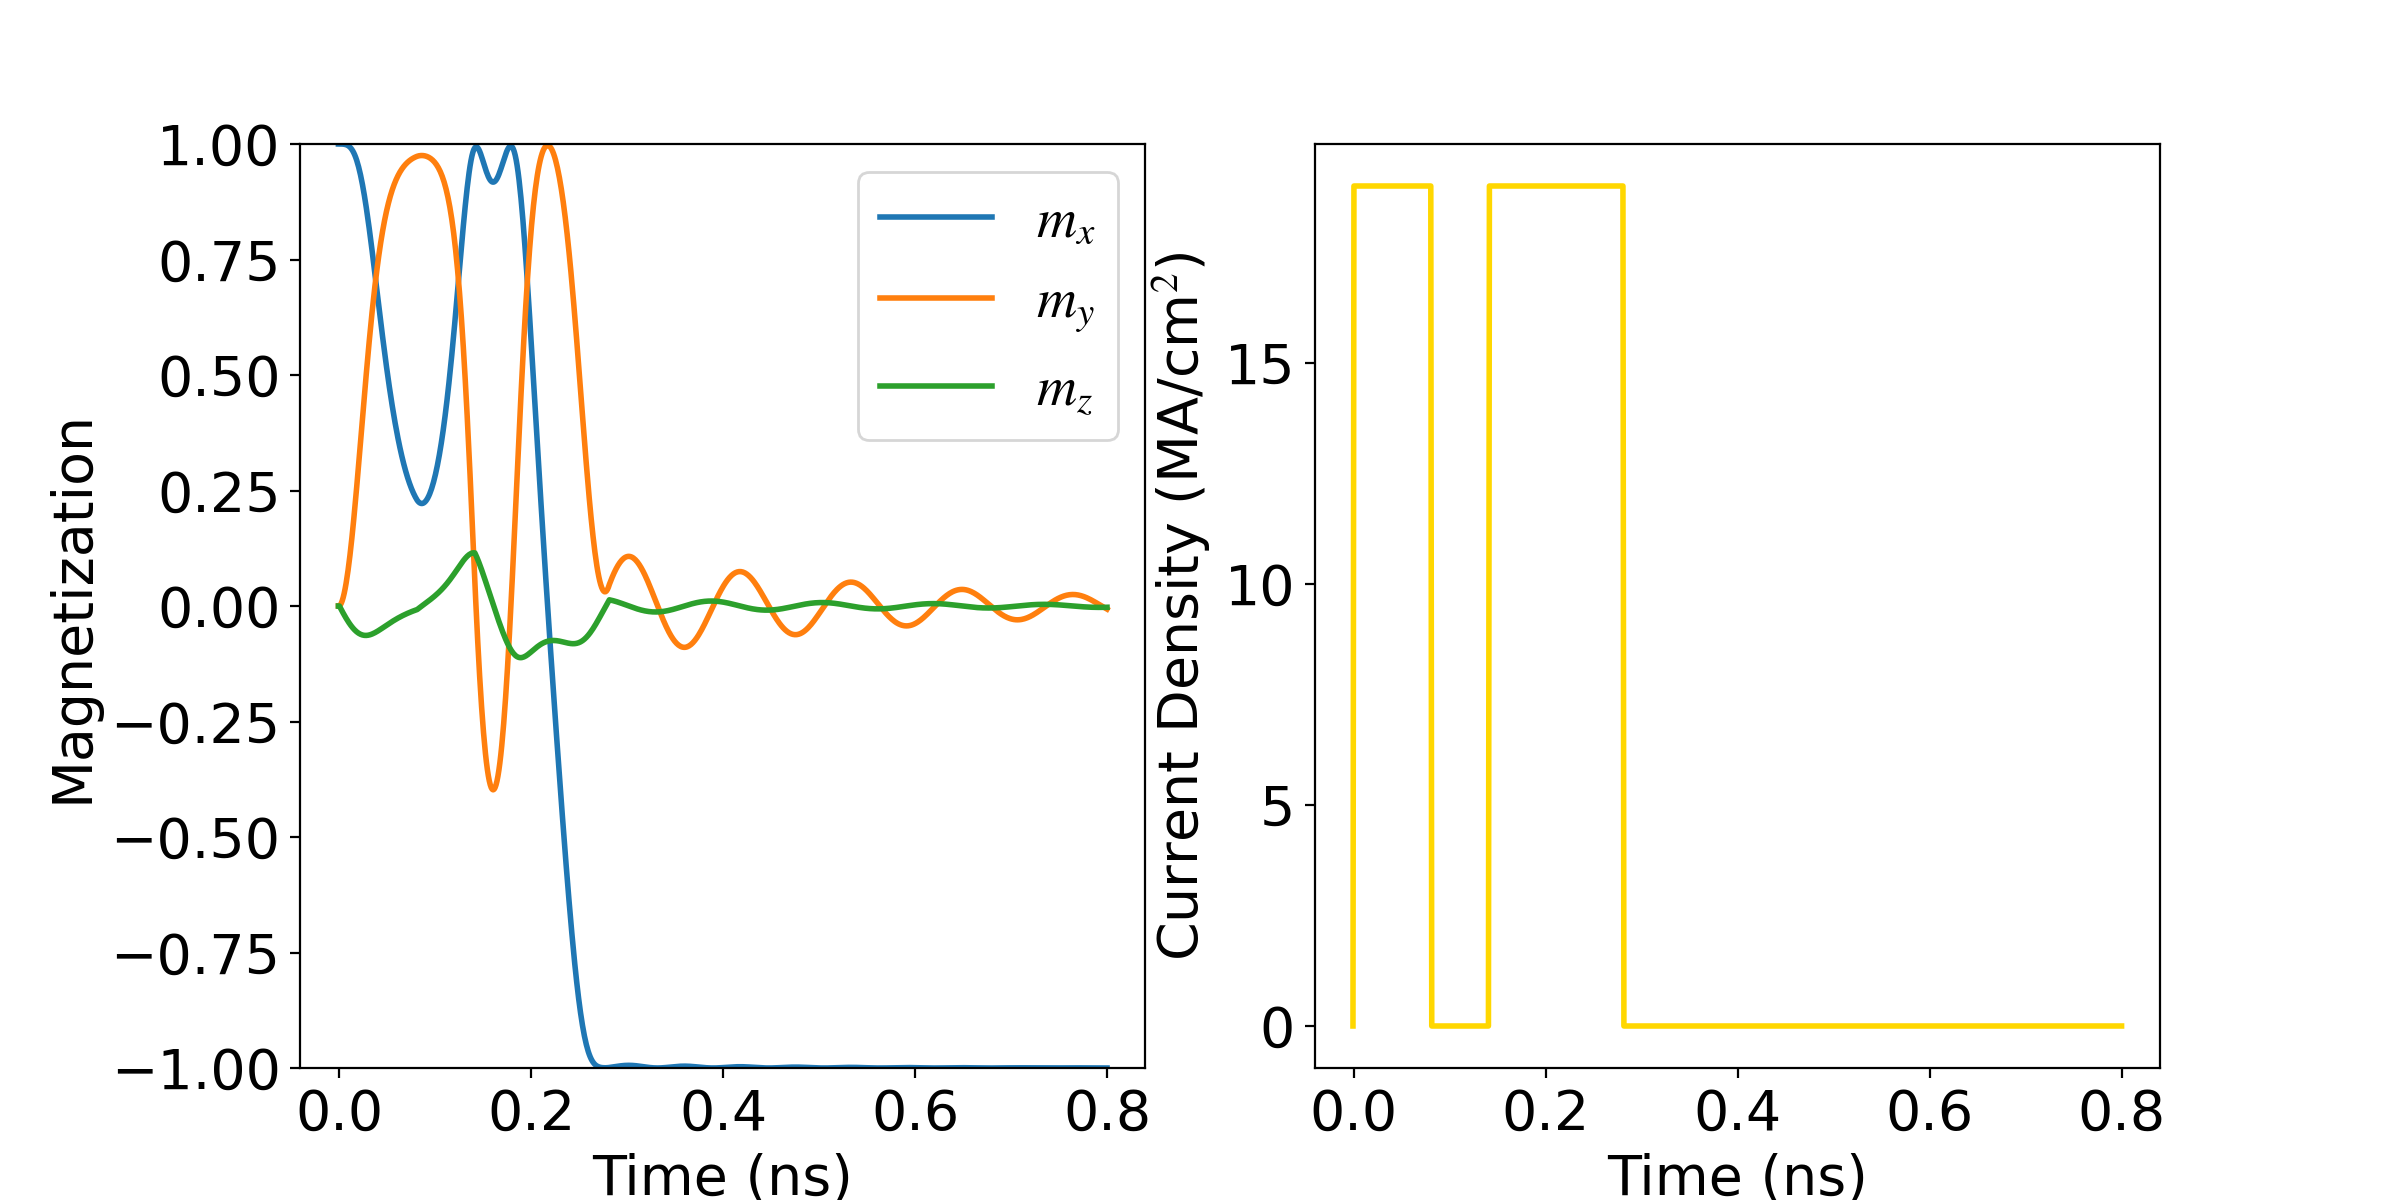 Magnetization
1.00
0.75
0.50
0.25
0.00
−0.25
−0.50
−0.75
−1.00
0.0 0.2 0.4 0.6 0.8
Time (ns)
m_x
m_y
m_z
Current Density (MA/cm²)
15
10
5
0
0.0 0.2 0.4 0.6 0.8
Time (ns)